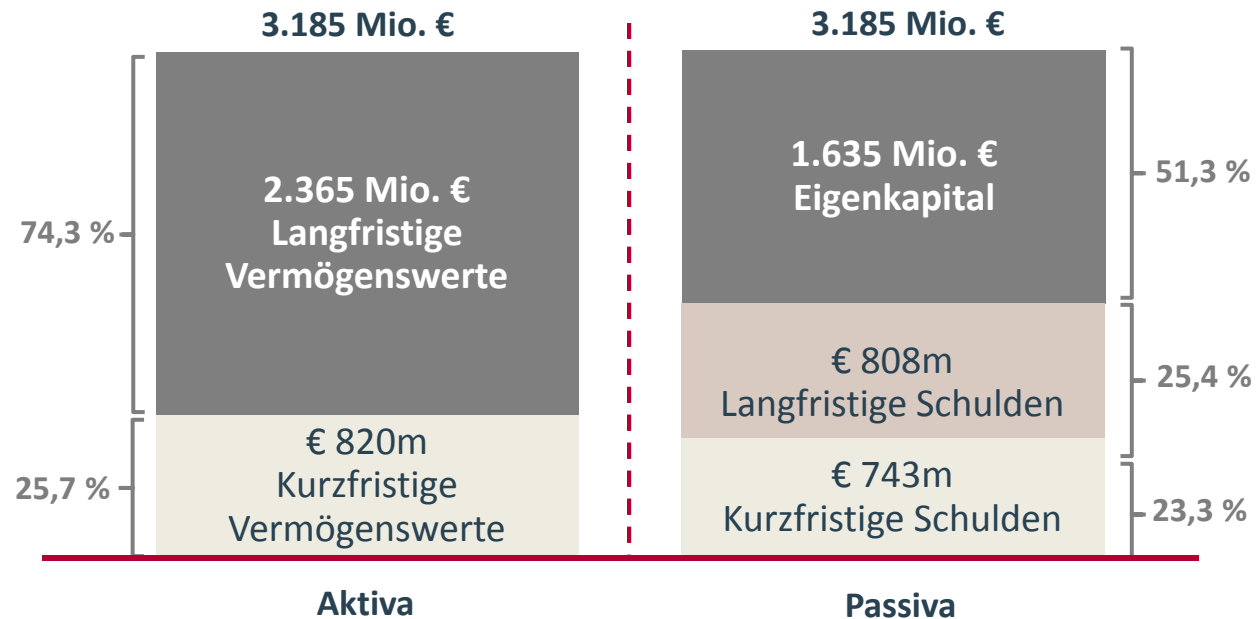 3.185 Mio. €
74,3 %
2.365 Mio. €
Langfristige
Vermögenswerte
25,7 %
€ 820m
Kurzfristige
Vermögenswerte
Aktiva
3.185 Mio. €
1.635 Mio. €
Eigenkapital
51,3 %
€ 808m
Langfristige Schulden
25,4 %
€ 743m
Kurzfristige Schulden
23,3 %
Passiva